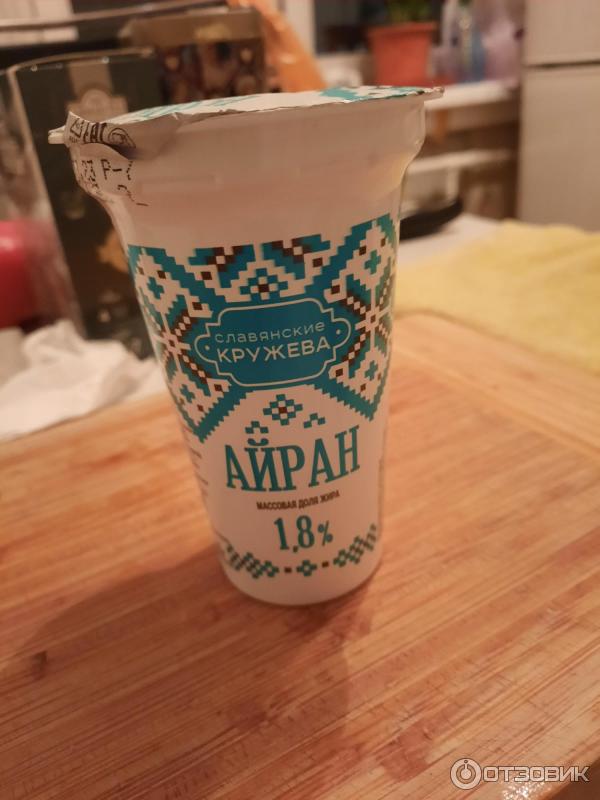 славянские
КРУЖЕВА
АЙРАН
МАССОВАЯ ДОЛЯ ЖИРА
1,8%
ОТЗОВИК